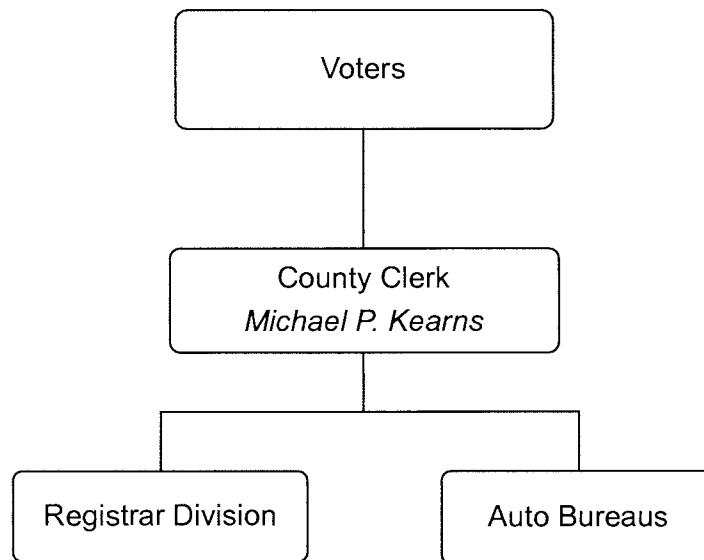 Voters
County Clerk
Michael P. Kearns
Registrar Division
Auto Bureaus